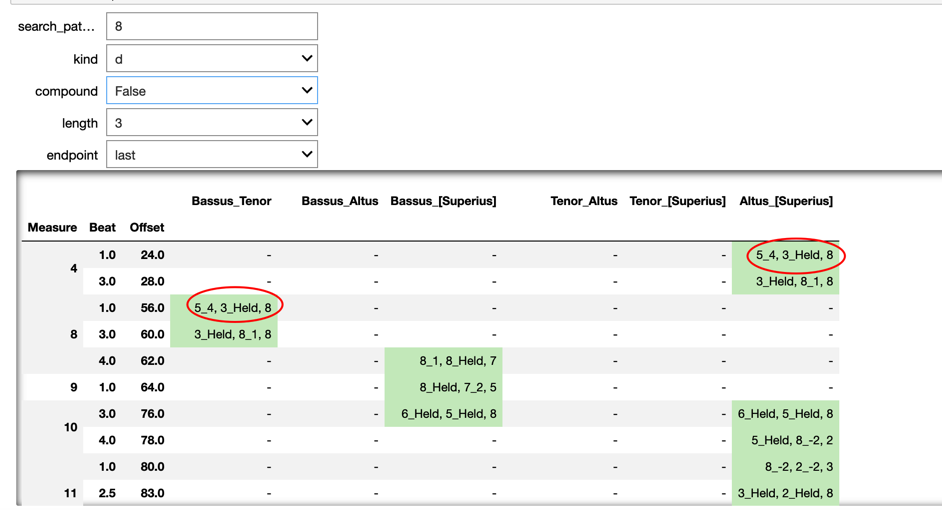 search_pat... 8
kind d
compound False
length 3
endpoint last
Bassus_Tenor Bassus_Altus Bassus_[Superius] Tenor_Altus Tenor_[Superius] Altus_[Superius]
Measure Beat Offset
4 1.0 24.0 - - - - - 5_4, 3_Held, 8
3.0 28.0 - - - - - 3_Held, 8_1, 8
8 1.0 56.0 5_4, 3_Held, 8 - - - - -
3.0 60.0 3_Held, 8_1, 8 - - - - -
4.0 62.0 - - 8_1, 8_Held, 7 - - -
9 1.0 64.0 - - 8_Held, 7_2, 5 - - -
10 3.0 76.0 - - 6_Held, 5_Held, 8 - - 6_Held, 5_Held, 8
4.0 78.0 - - - - - 5_Held, 8_-2, 2
11 1.0 80.0 - - - - - 8_-2, 2_-2, 3
2.5 83.0 - - - - - 3_Held, 2_Held, 8